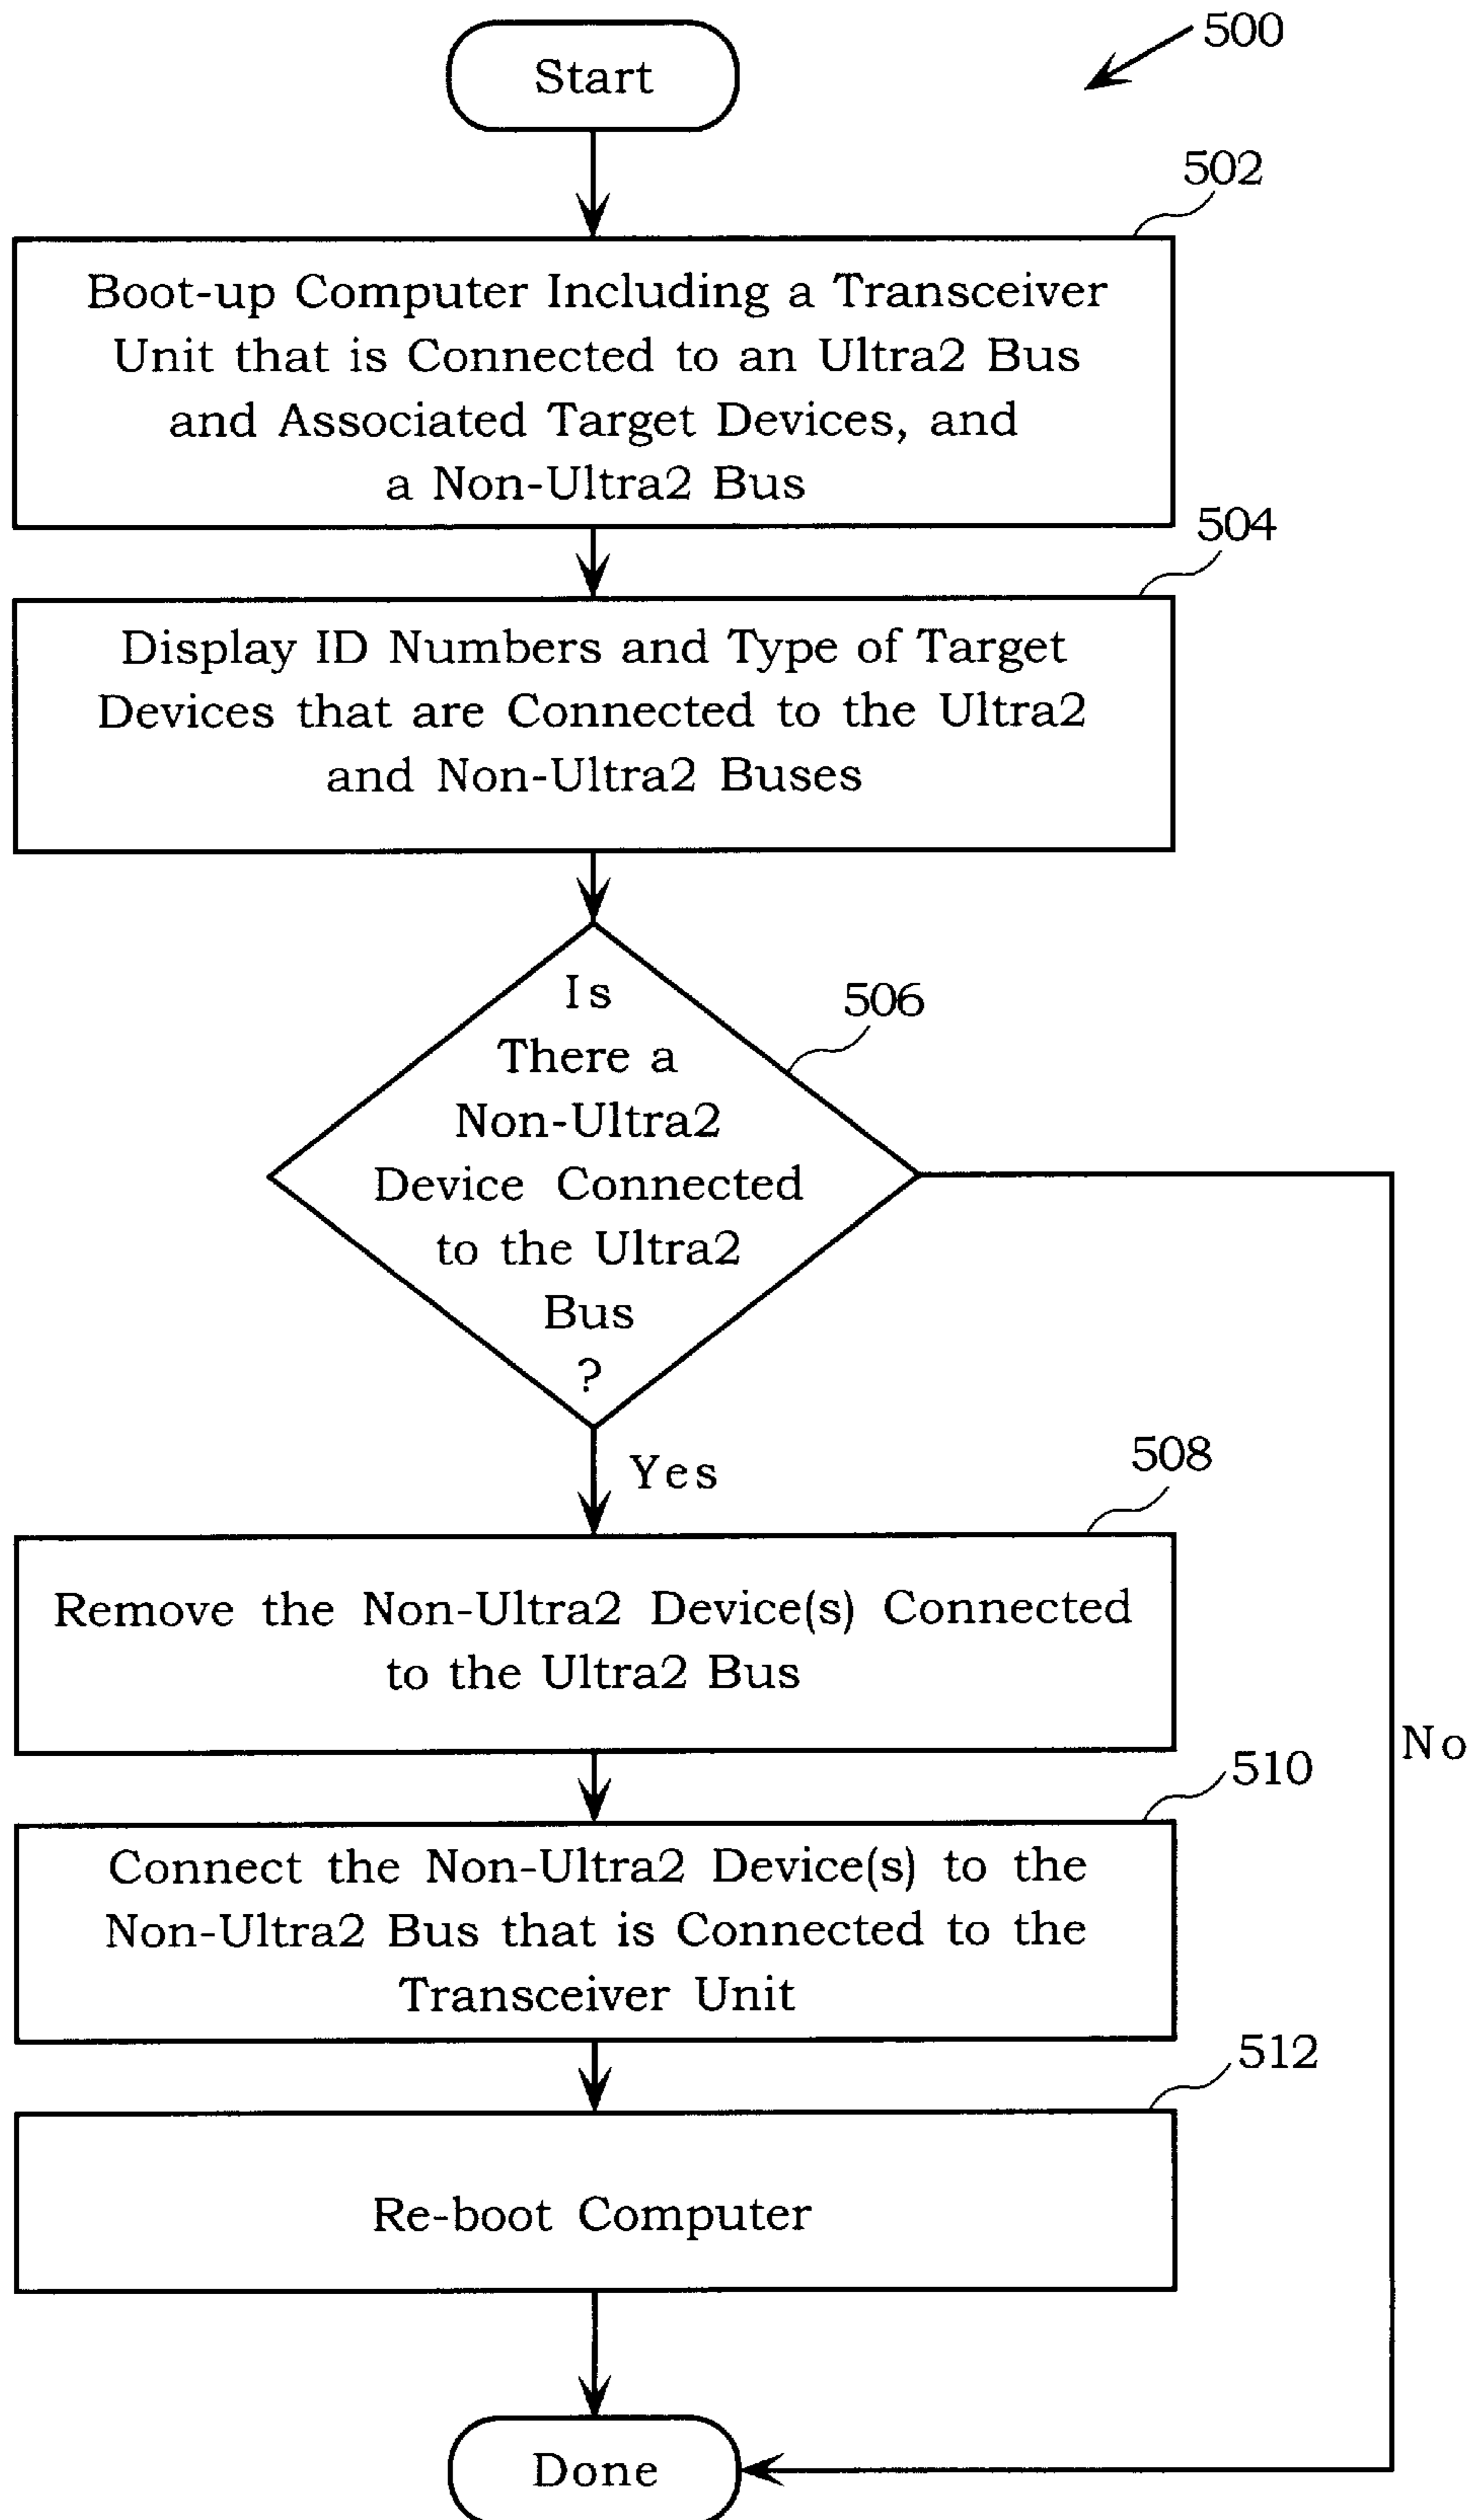 Start
500
502
Boot-up Computer Including a Transceiver
Unit that is Connected to an Ultra2 Bus
and Associated Target Devices, and
a Non-Ultra2 Bus
504
Display ID Numbers and Type of Target
Devices that are Connected to the Ultra2
and Non-Ultra2 Buses
506
Is
There a
Non-Ultra2
Device Connected
to the Ultra2
Bus
?
Yes
508
Remove the Non-Ultra2 Device(s) Connected
to the Ultra2 Bus
No
510
Connect the Non-Ultra2 Device(s) to the
Non-Ultra2 Bus that is Connected to the
Transceiver Unit
512
Re-boot Computer
Done